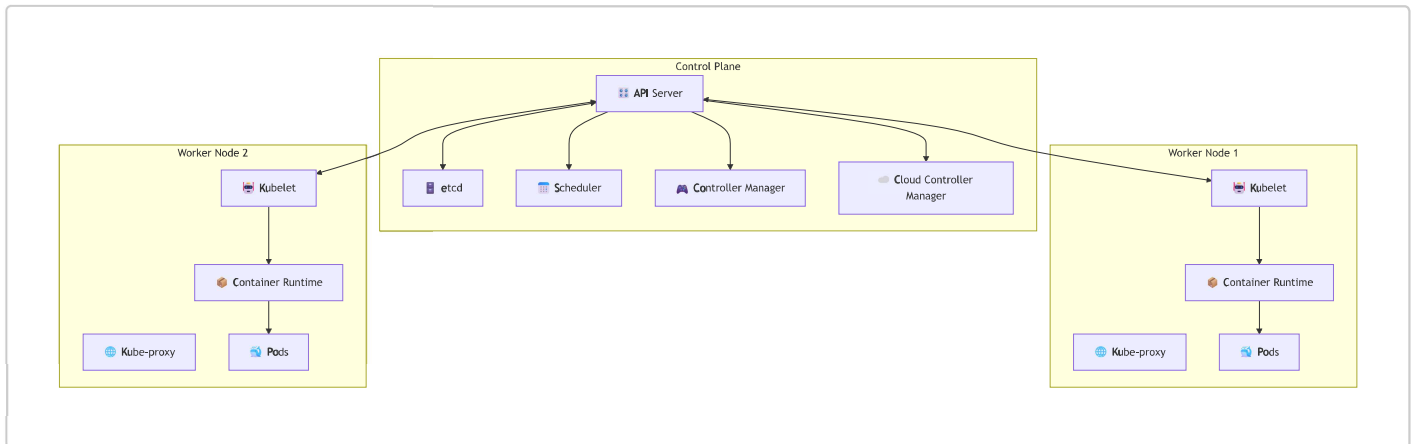 Control Plane
API Server
Worker Node 2
Worker Node 1
Kubelet
etcd
Scheduler
Controller Manager
Cloud Controller
Manager
Kubelet
Container Runtime
Container Runtime
Kube-proxy
Pods
Kube-proxy
Pods